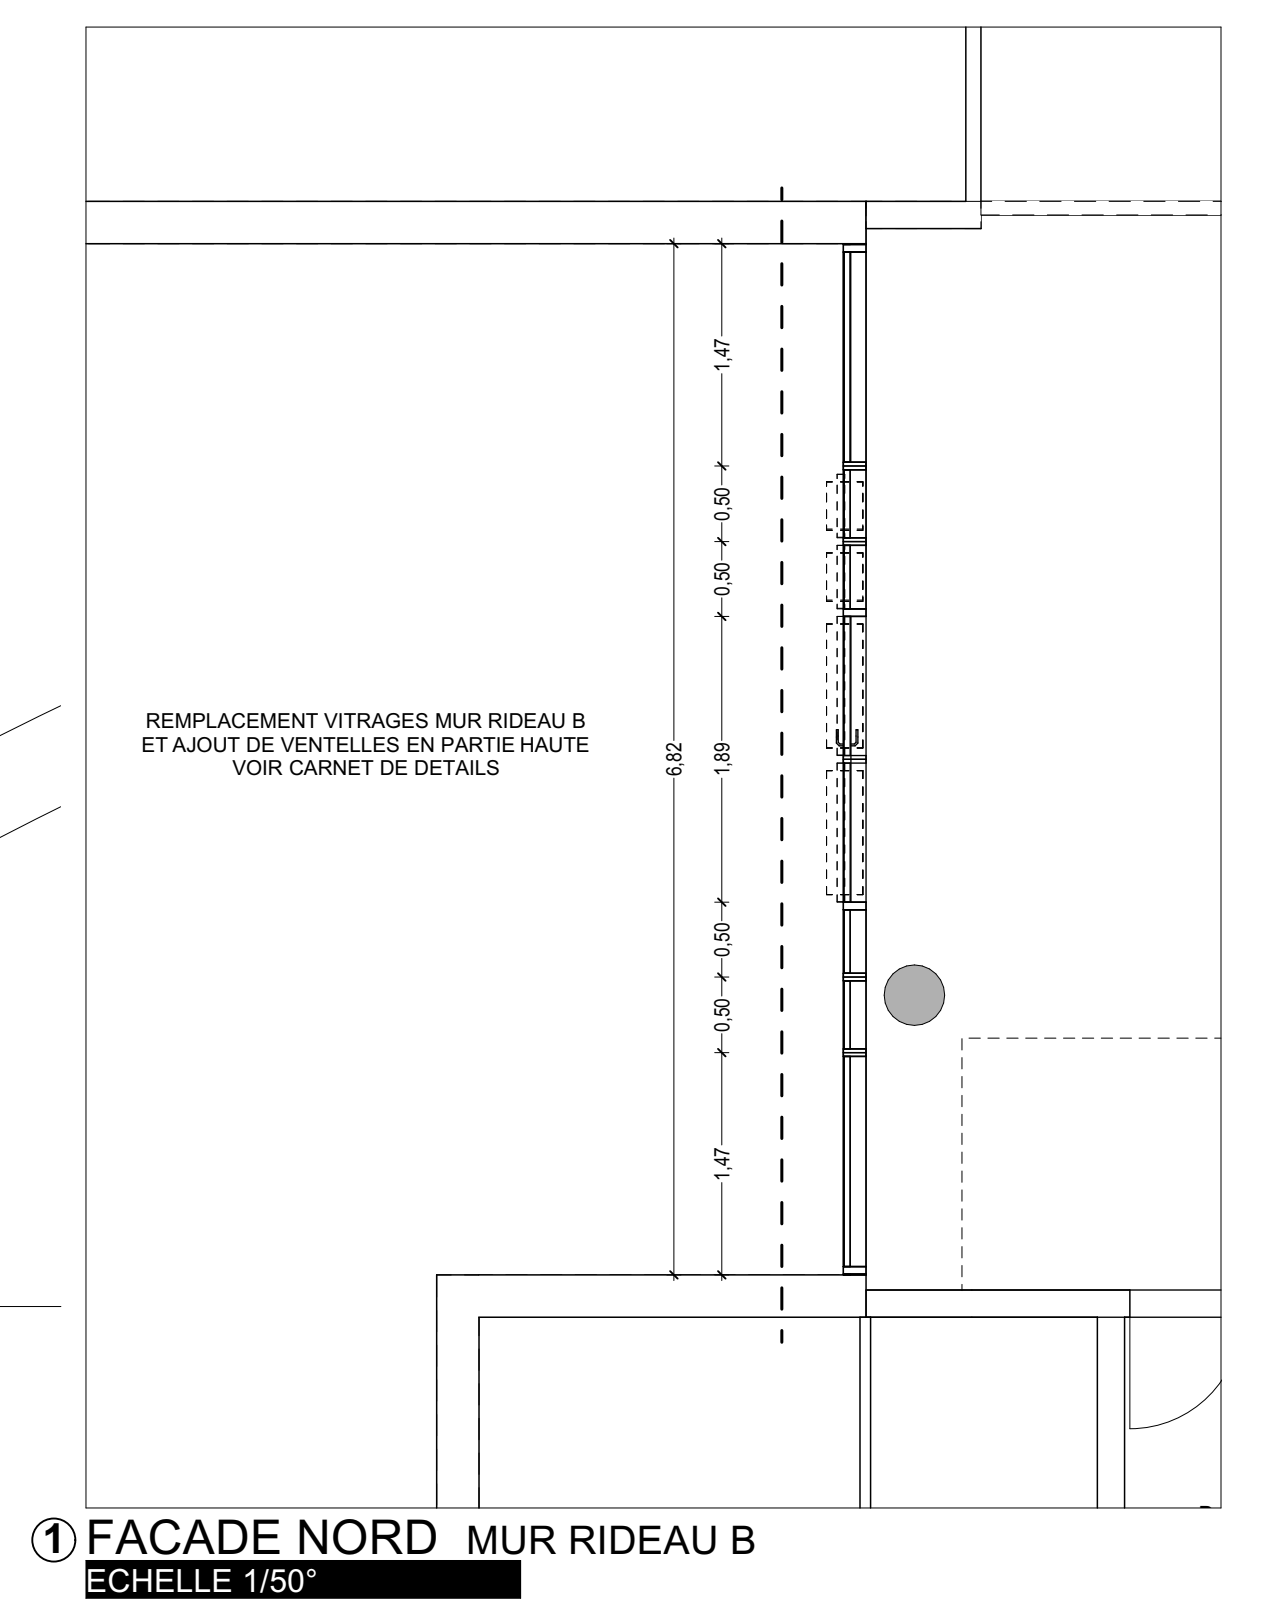 1,47
0,50
0,50
REMPLACEMENT VITRAGES MUR RIDEAU B
ET AJOUT DE VENTELLES EN PARTIE HAUTE
VOIR CARNET DE DETAILS
6,82
1,89
0,50
0,50
1,47
1 FACADE NORD MUR RIDEAU B
ECHELLE 1/50°